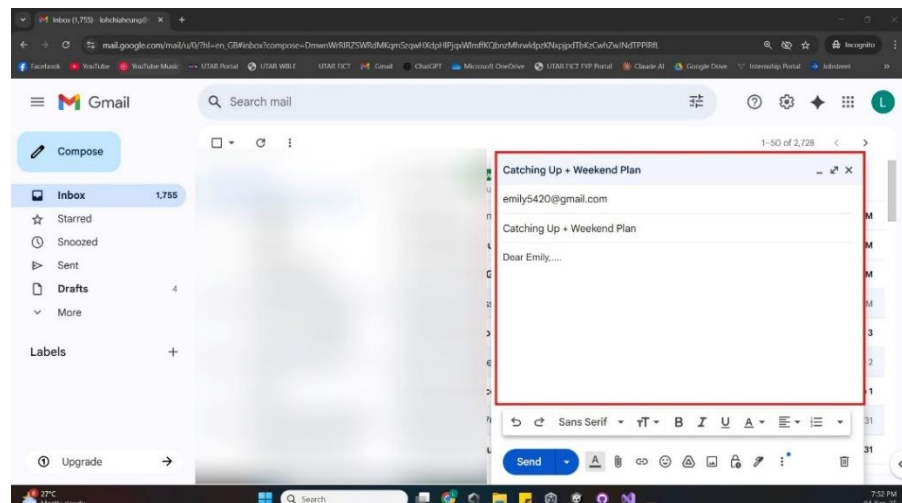 Inbox (1,755)
mail.google.com/mail/u/0/?hl=en_GB#inbox?compose=
Incognito
Facebook YouTube YouTube Music UTAR Portal UTAR WBLE UTAR FICT Gmail ChatGPT Microsoft OneDrive UTAR FICT FYP Portal Claude AI Google Drive Internship Portal Jobstreet
Gmail
Search mail
L
Compose
1–50 of 2,728
Inbox 1,755
Starred
Snoozed
Sent
Drafts 4
More
Labels
Upgrade
Catching Up + Weekend Plan
emily5420@gmail.com
Catching Up + Weekend Plan
Dear Emily,....
Sans Serif
B I U A
Send
27°C
Mostly cloudy
Search
7:52 PM